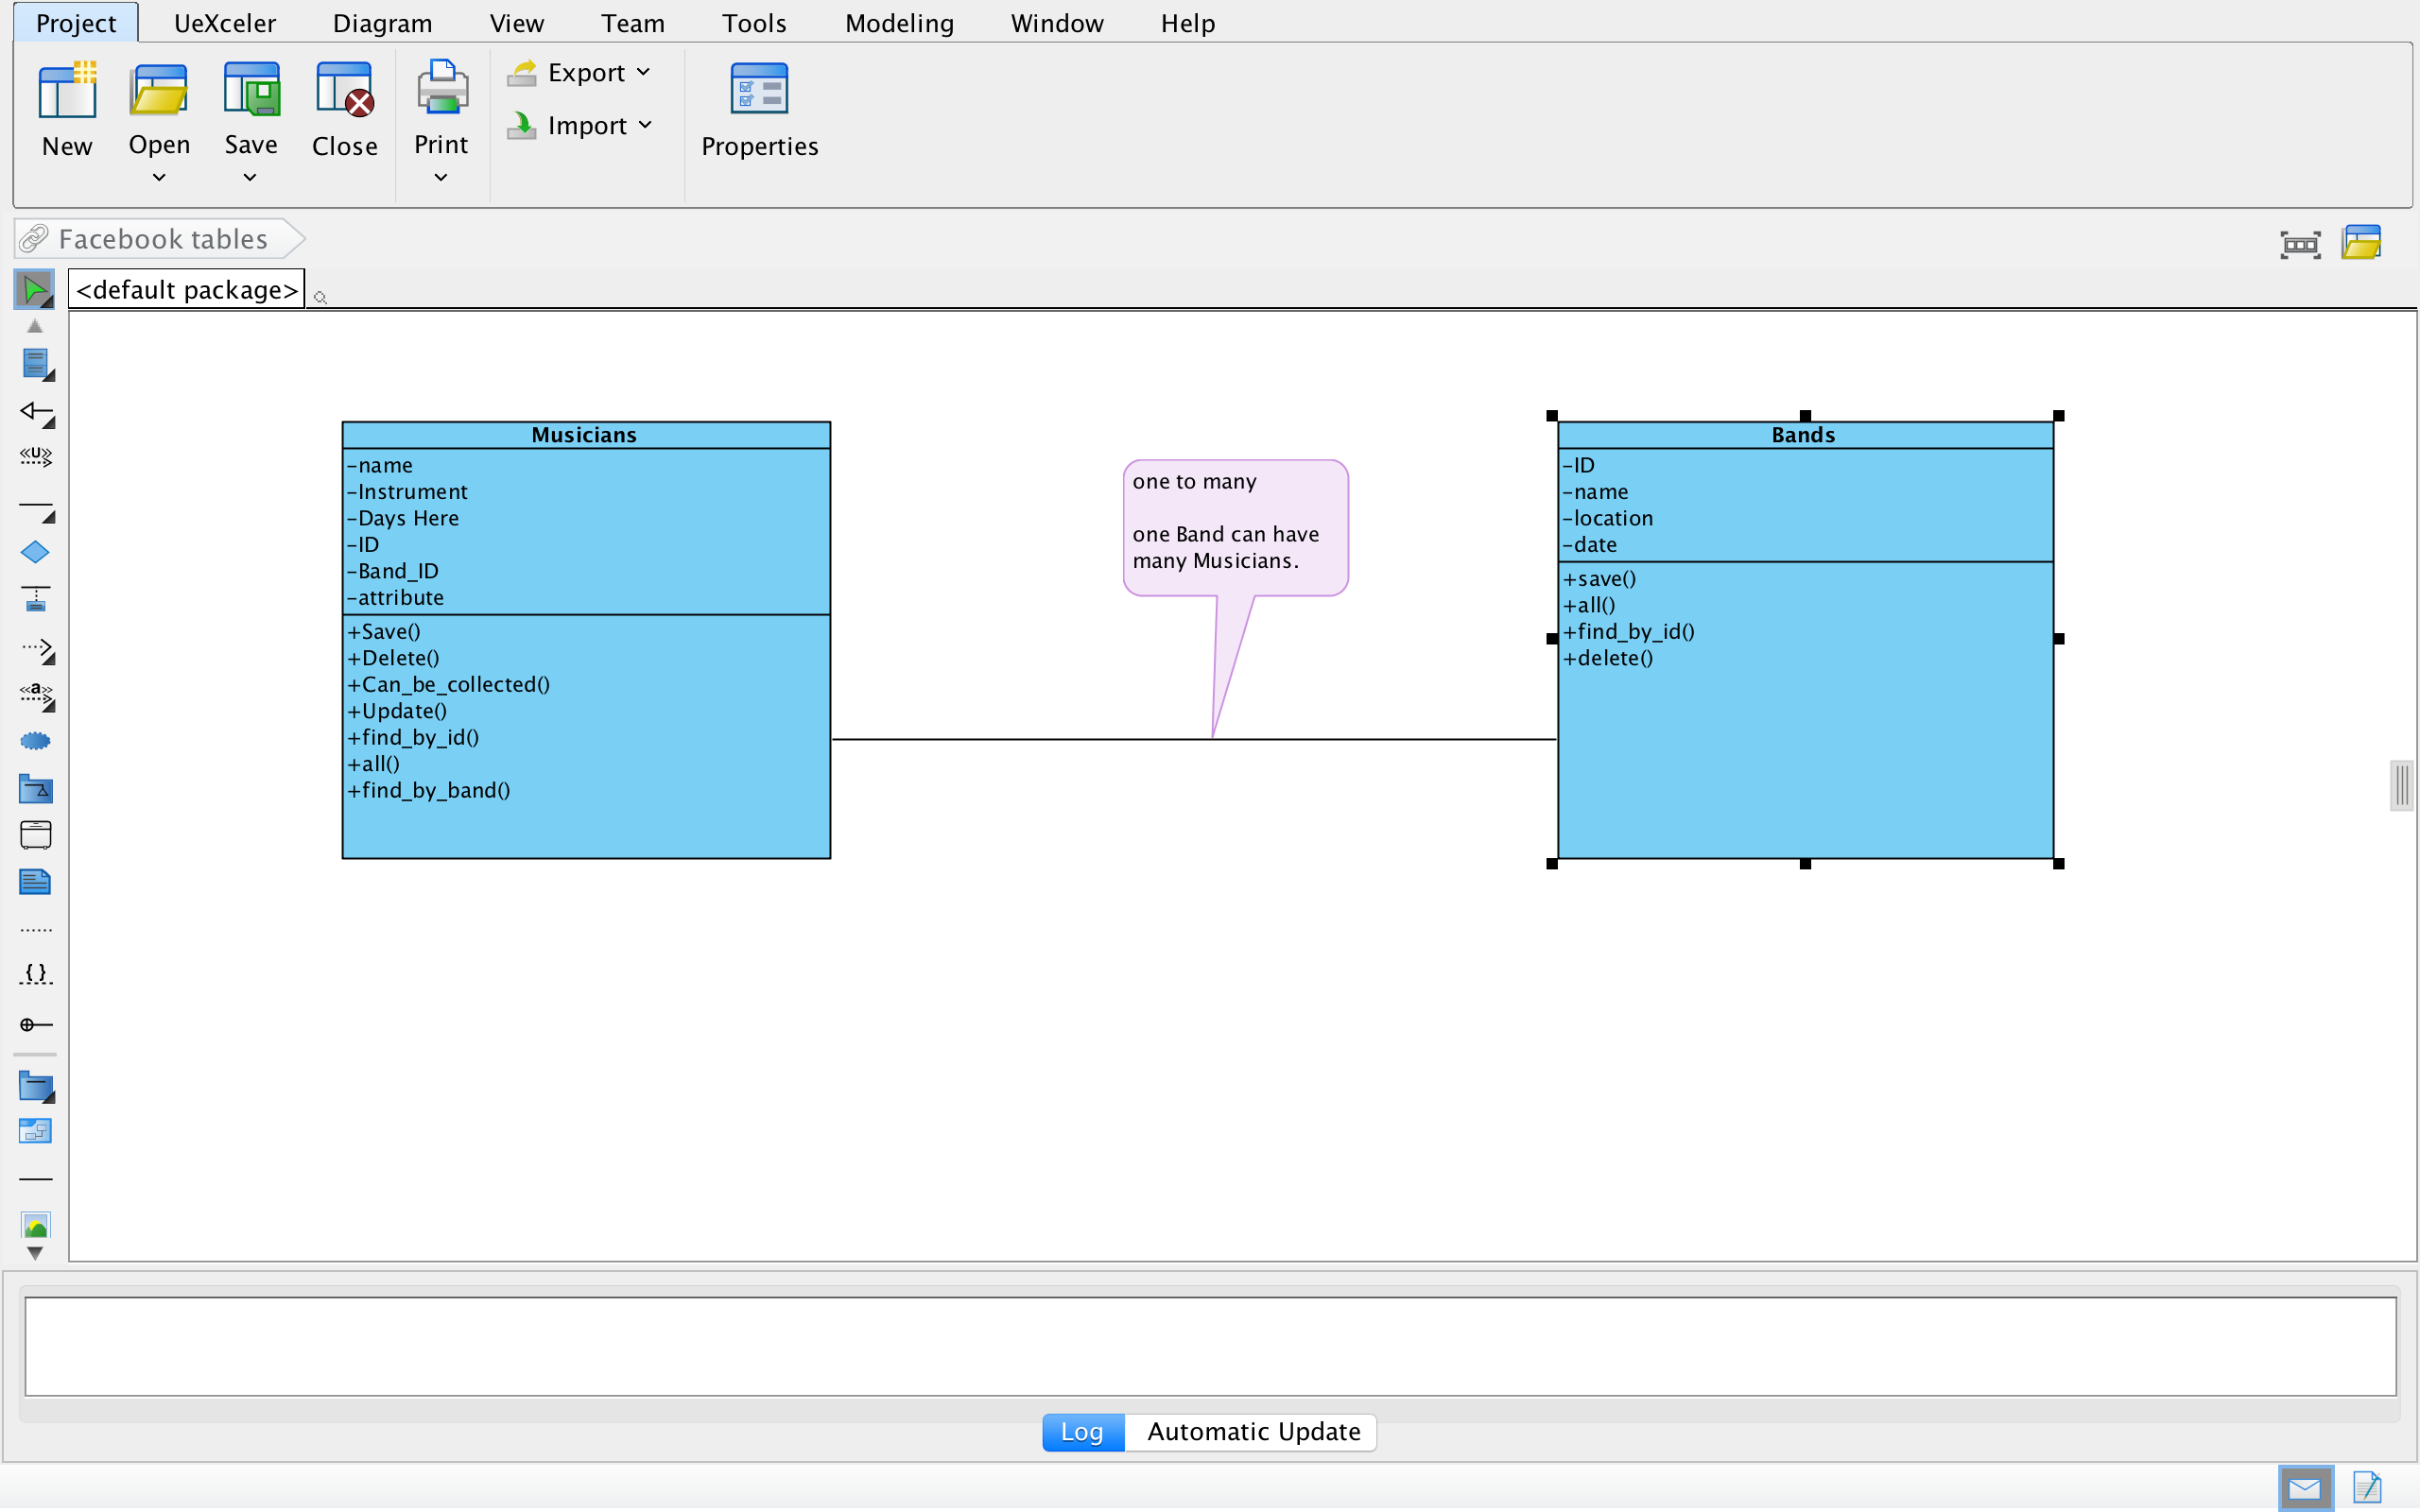 Project UeXceler Diagram View Team Tools Modeling Window Help
New Open Save Close Print Export Import Properties
Facebook tables
<default package>
Musicians
-name
-Instrument
-Days Here
-ID
-Band_ID
-attribute
+Save()
+Delete()
+Can_be_collected()
+Update()
+find_by_id()
+all()
+find_by_band()
one to many
one Band can have
many Musicians.
Bands
-ID
-name
-location
-date
+save()
+all()
+find_by_id()
+delete()
«U»
«a»
{ }
Log Automatic Update